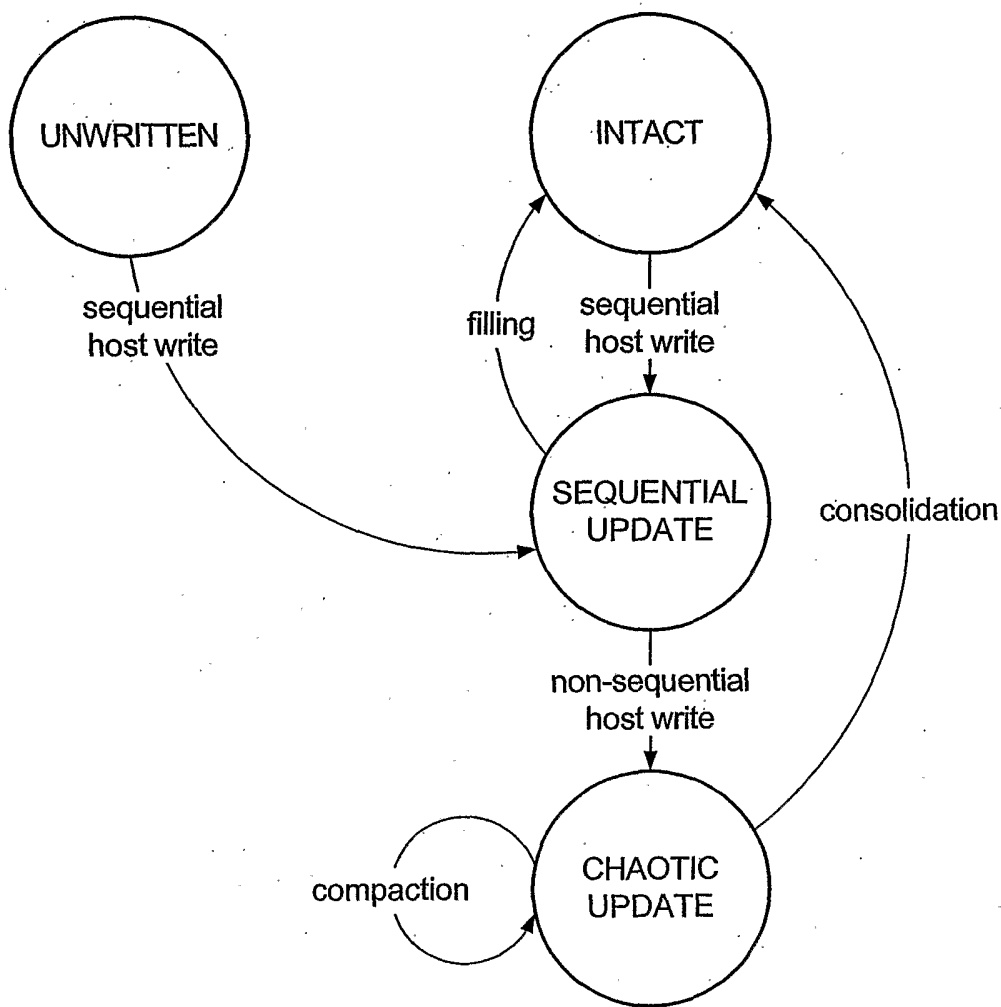 UNWRITTEN
INTACT
sequential
host write
filling
sequential
host write
SEQUENTIAL
UPDATE
consolidation
non-sequential
host write
compaction
CHAOTIC
UPDATE